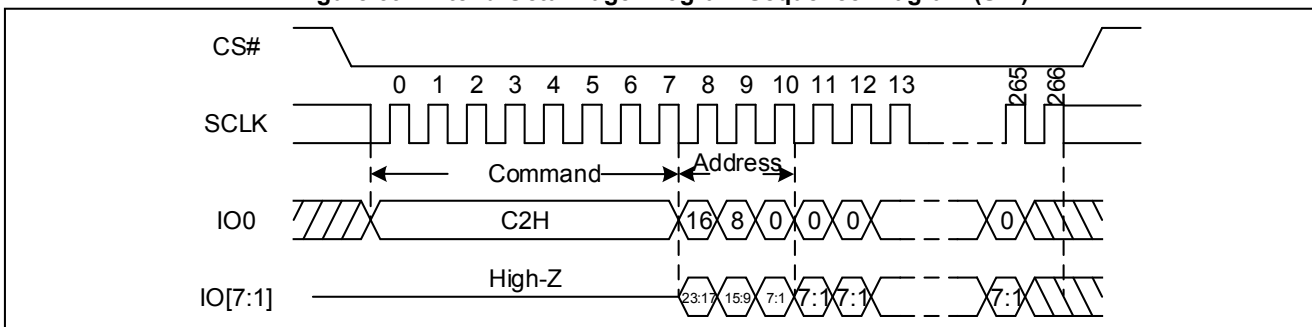 CS#
0 1 2 3 4 5 6 7 8 9 10 11 12 13 265 266
SCLK
Command Address
IO0 C2H 16 8 0 0 0 0
IO[7:1] High-Z 23:17 15:9 7:1 7:1 7:1 7:1